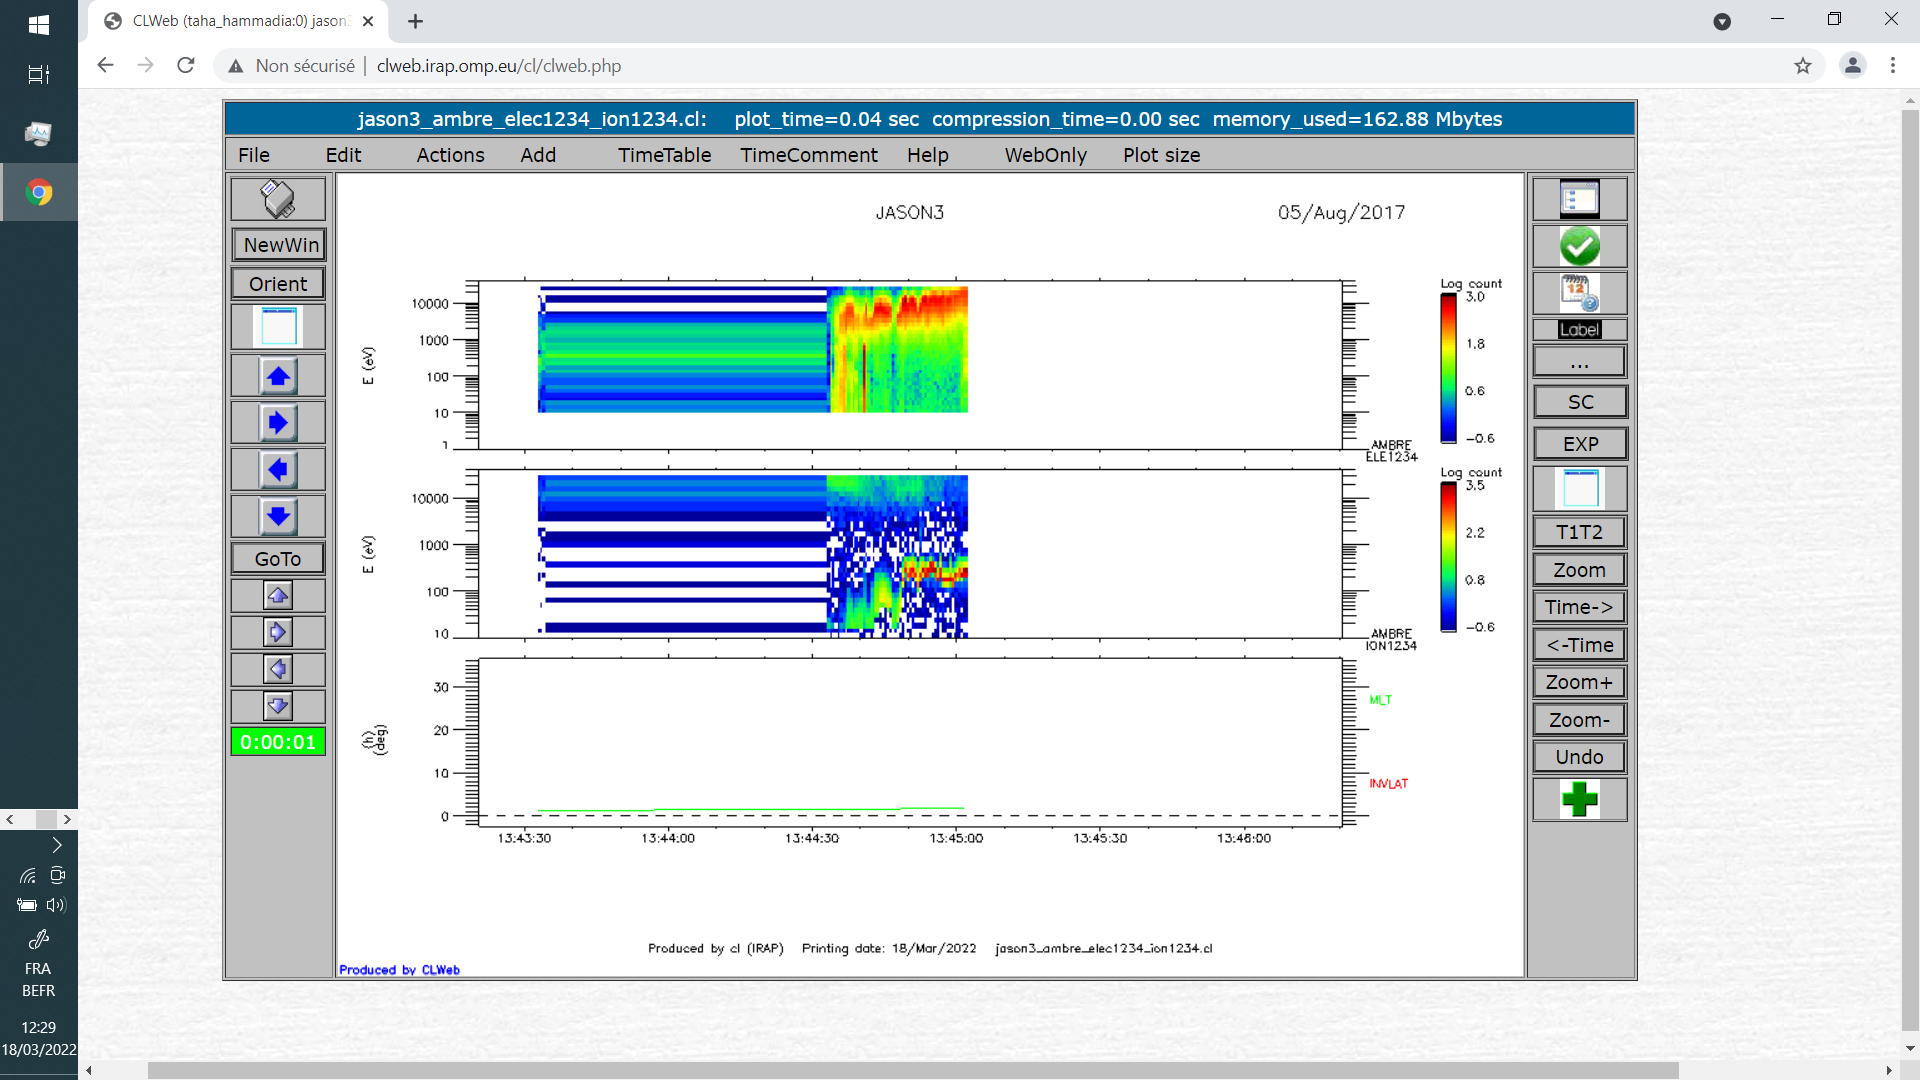 CLWeb (taha_hammadia:0) jason3
Non sécurisé | clweb.irap.omp.eu/cl/clweb.php
jason3_ambre_elec1234_ion1234.cl: plot_time=0.04 sec compression_time=0.00 sec memory_used=162.88 Mbytes
File Edit Actions Add TimeTable TimeComment Help WebOnly Plot size
NewWin
Orient
GoTo
0:00:01
JASON3 05/Aug/2017
10000
1000
100
10
1
E (eV)
Log count
3.0
1.8
0.6
-0.6
AMBRE
ELE1234
10000
1000
100
10
E (eV)
Log count
3.5
2.2
0.8
-0.6
AMBRE
ION1234
30
20
10
0
(h)
(deg)
MLT
INVLAT
13:43:30 13:44:00 13:44:30 13:45:00 13:45:30 13:46:00
Produced by cl (IRAP) Printing date: 18/Mar/2022 jason3_ambre_elec1234_ion1234.cl
Produced by CLWeb
12
Label
...
SC
EXP
T1T2
Zoom
Time->
<-Time
Zoom+
Zoom-
Undo
FRA
BEFR
12:29
18/03/2022